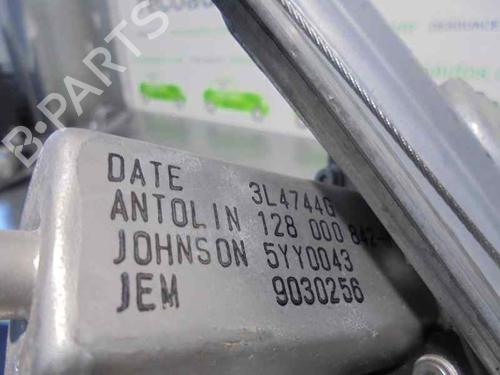 B-PARTS
DATE 3L4744G
ANTOLIN 128 000 842
JOHNSON 5YY0043
JEM 9030256